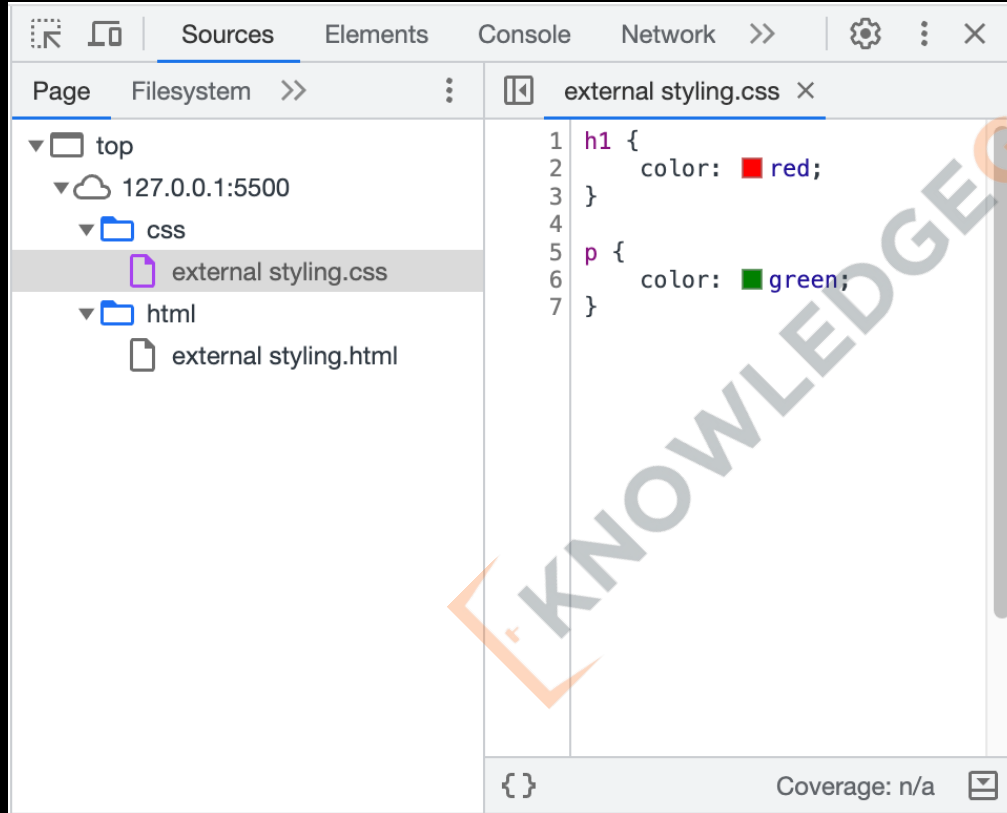 Sources Elements Console Network
Page Filesystem
external styling.css
top
127.0.0.1:5500
css
external styling.css
html
external styling.html
1 h1 {
2 color: red;
3 }
4
5 p {
6 color: green;
7 }
KNOWLEDGE
{ } Coverage: n/a